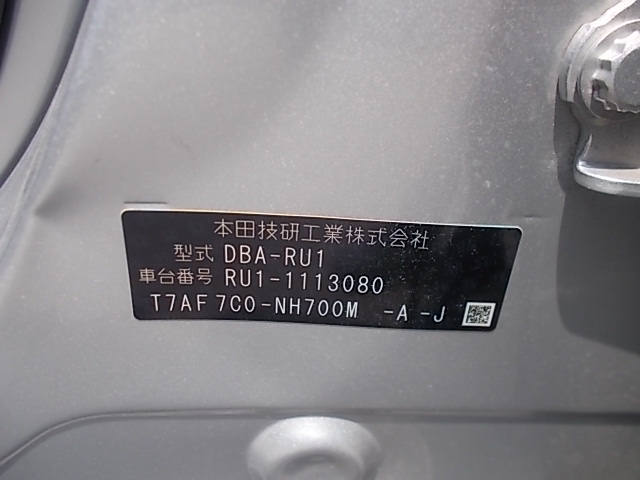 本田技研工業株式会社
型式 DBA-RU1
車台番号 RU1-1113080
T7AF 7C0-NH700M -A -J